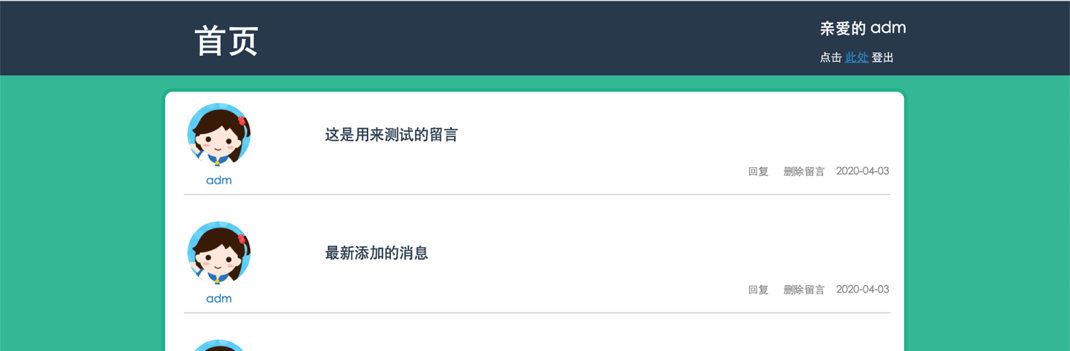 首页
亲爱的 adm
点击 此处 登出
这是用来测试的留言
回复 删除留言 2020-04-03
adm
最新添加的消息
回复 删除留言 2020-04-03
adm